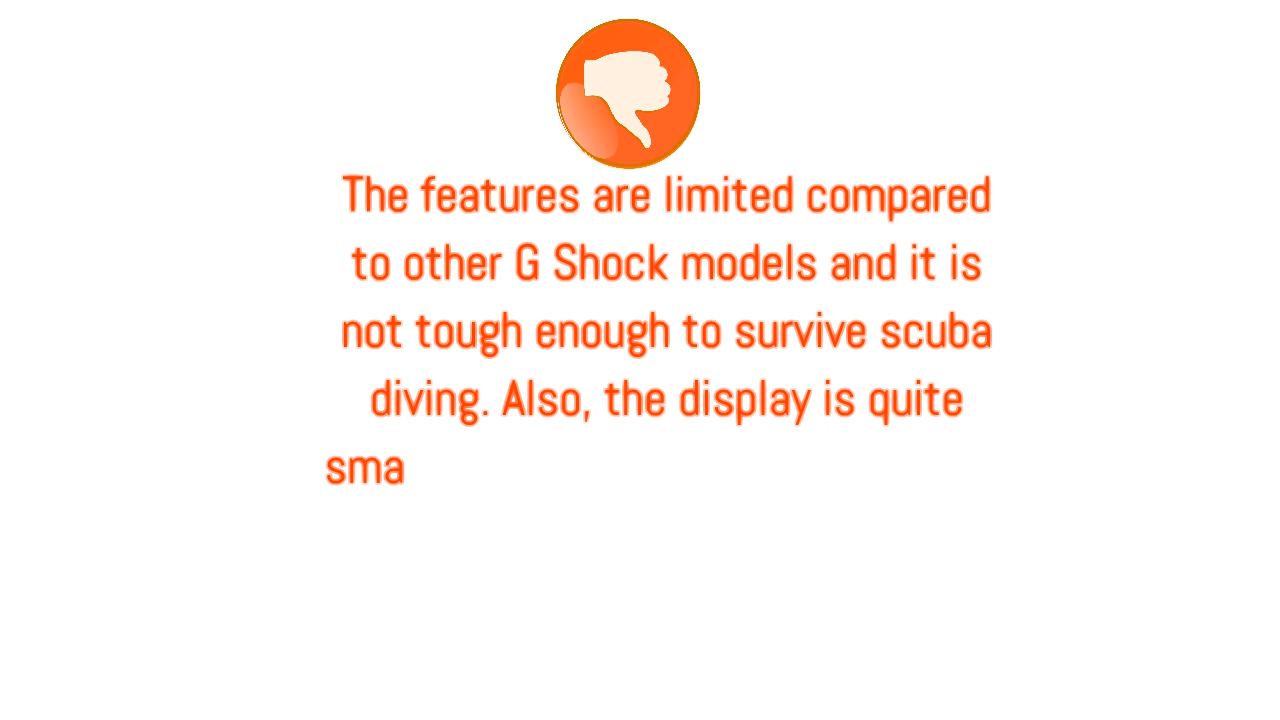 The features are limited compared
to other G Shock models and it is
not tough enough to survive scuba
diving. Also, the display is quite
sma